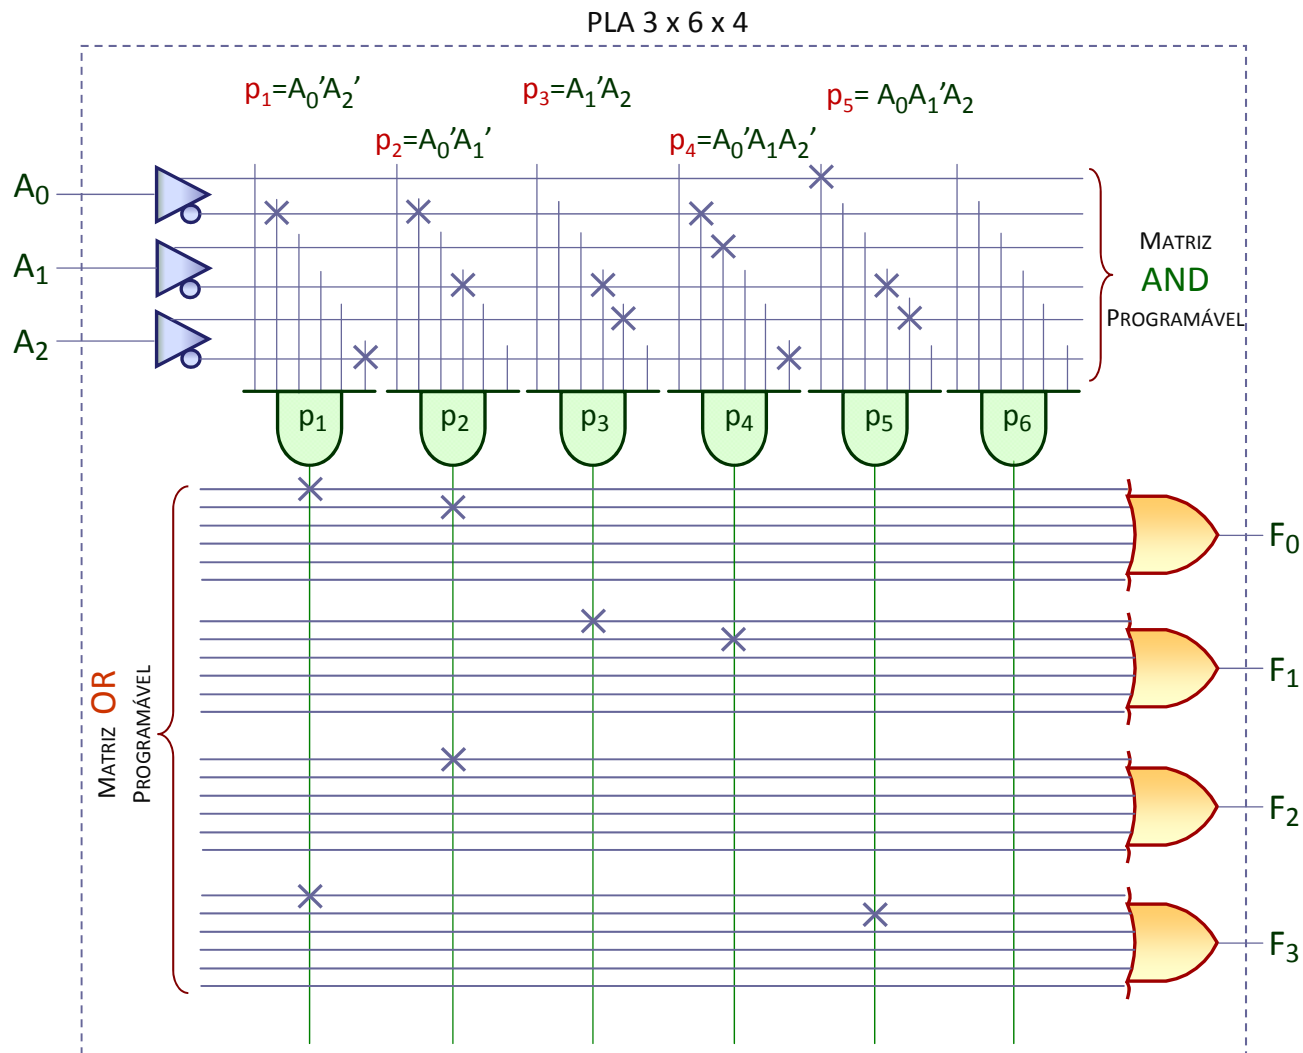 PLA 3 x 6 x 4
p₁=A₀'A₂'
p₃=A₁'A₂
p₅= A₀A₁'A₂
p₂=A₀'A₁'
p₄=A₀'A₁A₂'
A₀
A₁
A₂
MATRIZ
AND
PROGRAMÁVEL
p₁
p₂
p₃
p₄
p₅
p₆
MATRIZ OR
PROGRAMÁVEL
F₀
F₁
F₂
F₃